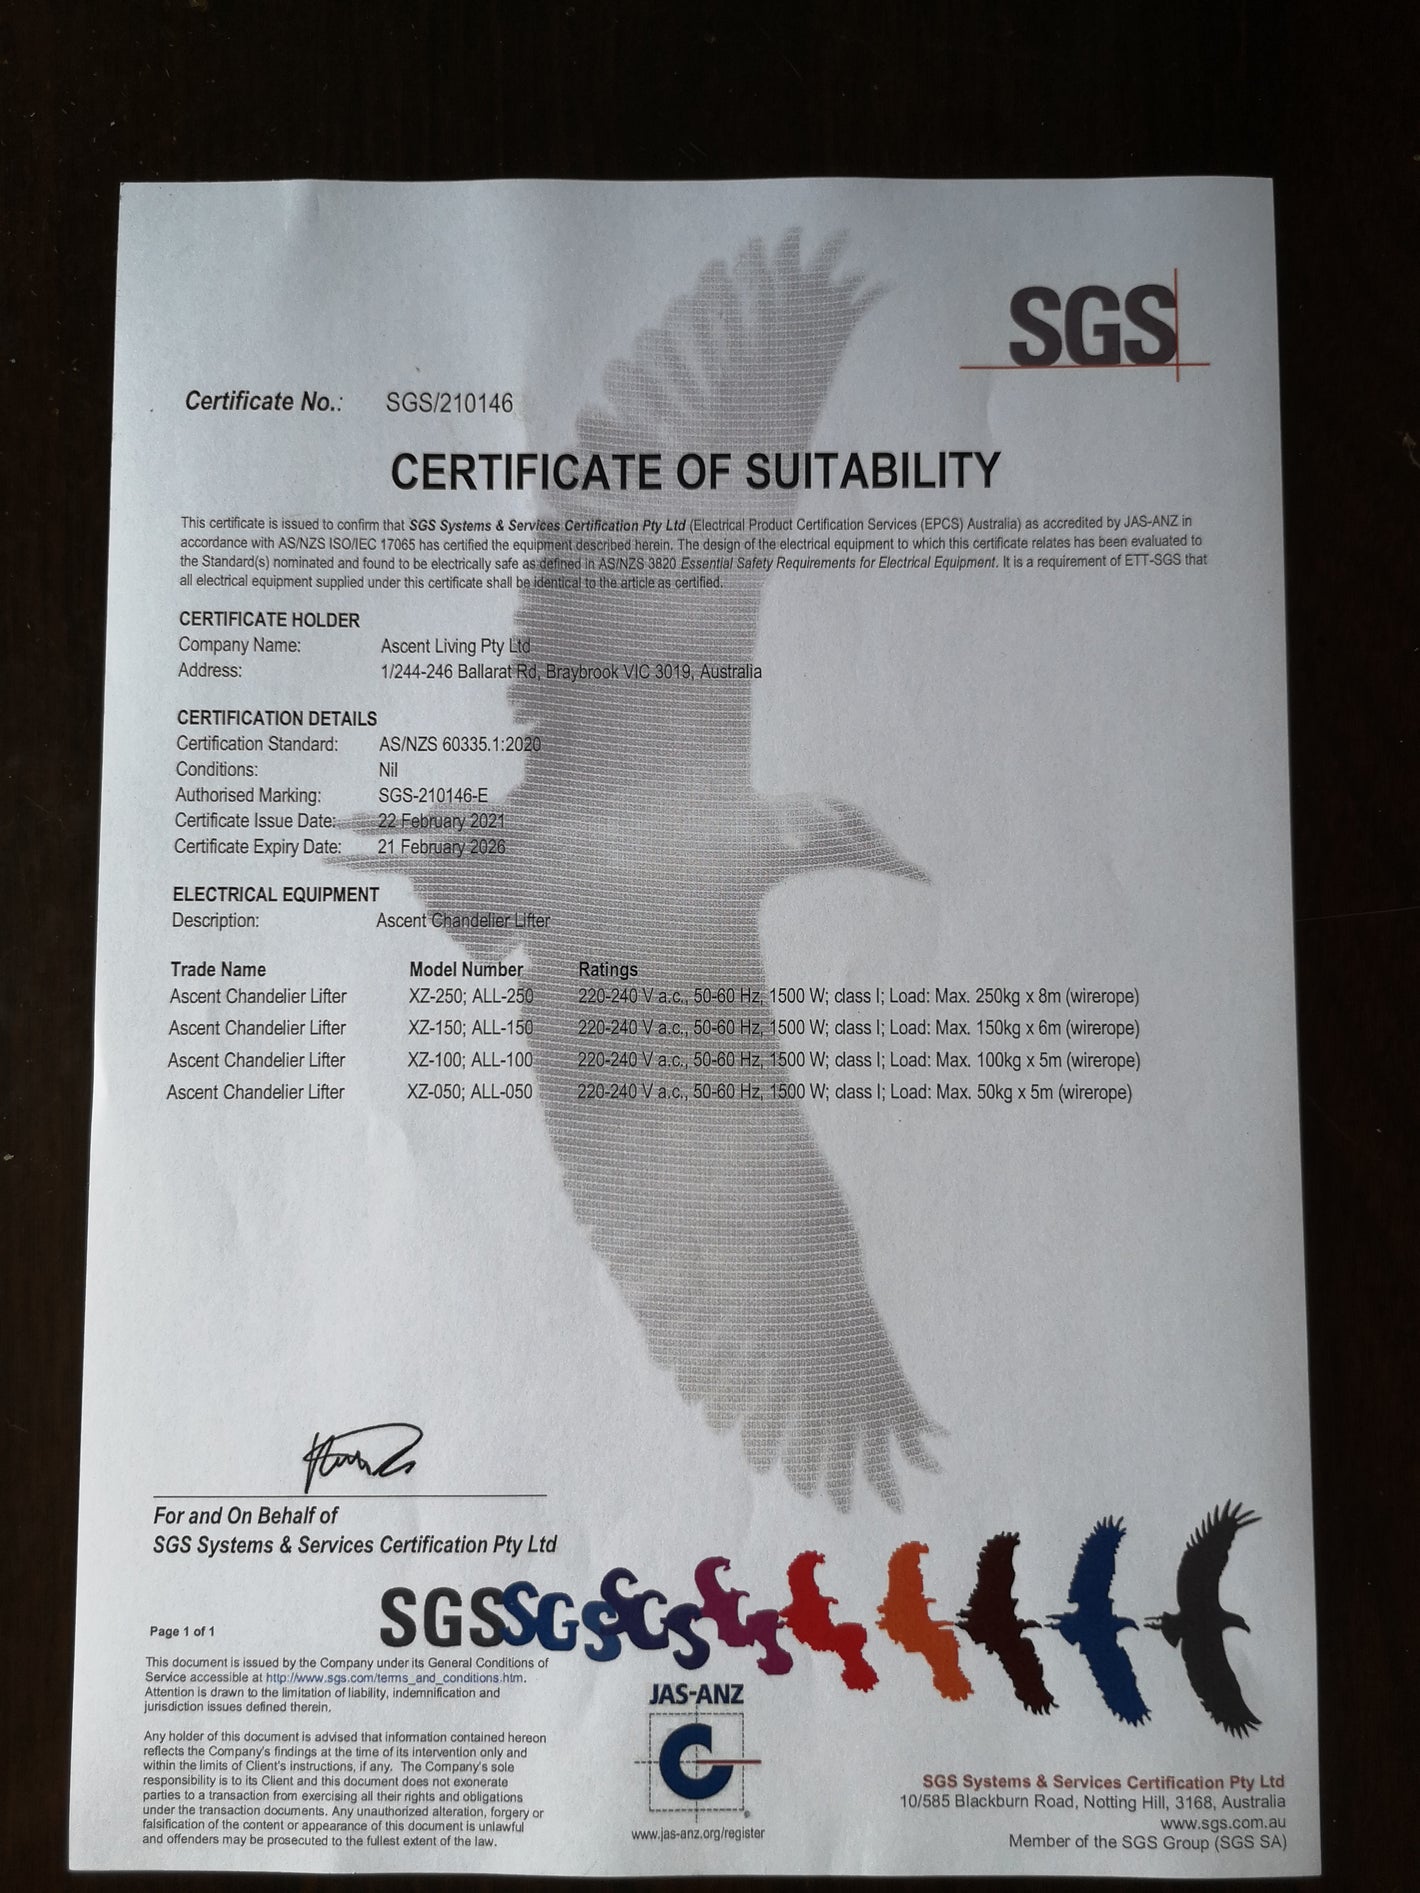 SGS
Certificate No.: SGS/210146
CERTIFICATE OF SUITABILITY
This certificate is issued to confirm that SGS Systems & Services Certification Pty Ltd (Electrical Product Certification Services (EPCS) Australia) as accredited by JAS-ANZ in
accordance with AS/NZS ISO/IEC 17065 has certified the equipment described herein. The design of the electrical equipment to which this certificate relates has been evaluated to
the Standard(s) nominated and found to be electrically safe as defined in AS/NZS 3820 Essential Safety Requirements for Electrical Equipment. It is a requirement of ETT-SGS that
all electrical equipment supplied under this certificate shall be identical to the article as certified.
CERTIFICATE HOLDER
Company Name: Ascent Living Pty Ltd
Address: 1/244-246 Ballarat Rd, Braybrook VIC 3019, Australia
CERTIFICATION DETAILS
Certification Standard: AS/NZS 60335.1:2020
Conditions: Nil
Authorised Marking: SGS-210146-E
Certificate Issue Date: 22 February 2021
Certificate Expiry Date: 21 February 2026
ELECTRICAL EQUIPMENT
Description: Ascent Chandelier Lifter
Trade Name Model Number Ratings
Ascent Chandelier Lifter XZ-250; ALL-250 220-240 V a.c., 50-60 Hz, 1500 W; class I; Load: Max. 250kg x 8m (wirerope)
Ascent Chandelier Lifter XZ-150; ALL-150 220-240 V a.c., 50-60 Hz, 1500 W; class I; Load: Max. 150kg x 6m (wirerope)
Ascent Chandelier Lifter XZ-100; ALL-100 220-240 V a.c., 50-60 Hz, 1500 W; class I; Load: Max. 100kg x 5m (wirerope)
Ascent Chandelier Lifter XZ-050; ALL-050 220-240 V a.c., 50-60 Hz, 1500 W; class I; Load: Max. 50kg x 5m (wirerope)
For and On Behalf of
SGS Systems & Services Certification Pty Ltd
SGSSGSSGS
Page 1 of 1
This document is issued by the Company under its General Conditions of
Service accessible at http://www.sgs.com/terms_and_conditions.htm.
Attention is drawn to the limitation of liability, indemnification and
jurisdiction issues defined therein.
Any holder of this document is advised that information contained hereon
reflects the Company's findings at the time of its intervention only and
within the limits of Client's instructions, if any. The Company's sole
responsibility is to its Client and this document does not exonerate
parties to a transaction from exercising all their rights and obligations
under the transaction documents. Any unauthorized alteration, forgery or
falsification of the content or appearance of this document is unlawful
and offenders may be prosecuted to the fullest extent of the law.
JAS-ANZ
www.jas-anz.org/register
SGS Systems & Services Certification Pty Ltd
10/585 Blackburn Road, Notting Hill, 3168, Australia
www.sgs.com.au
Member of the SGS Group (SGS SA)